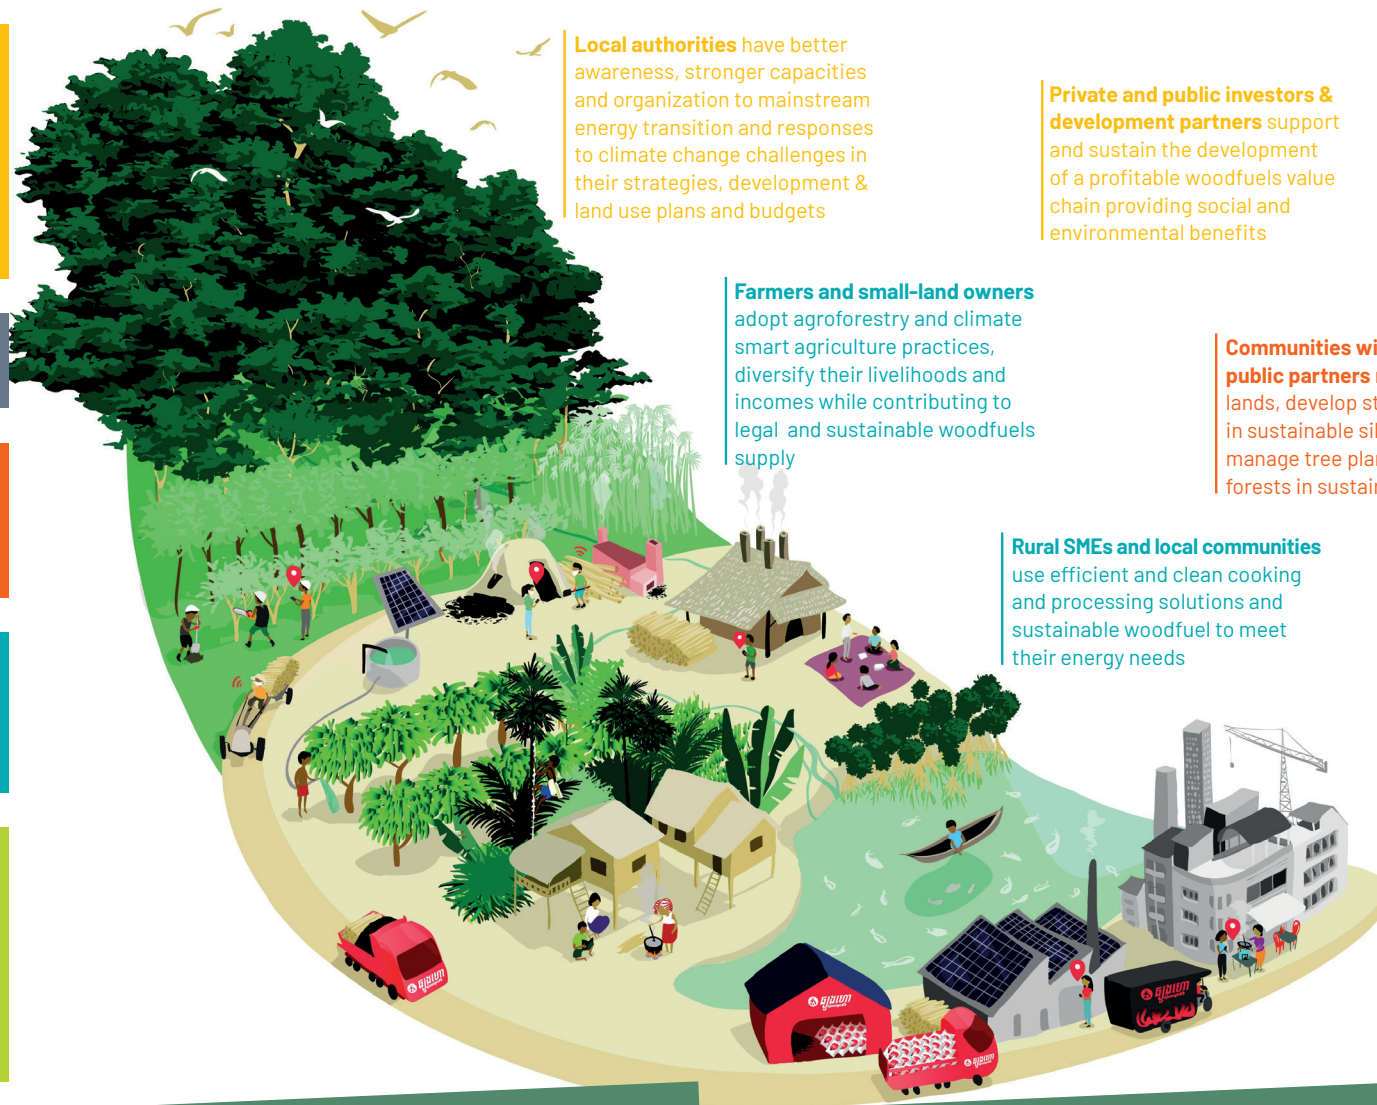 Local authorities have better
awareness, stronger capacities
and organization to mainstream
energy transition and responses
to climate change challenges in
their strategies, development &
land use plans and budgets
Private and public investors &
development partners support
and sustain the development
of a profitable woodfuels value
chain providing social and
environmental benefits
Farmers and small-land owners
adopt agroforestry and climate
smart agriculture practices,
diversify their livelihoods and
incomes while contributing to
legal and sustainable woodfuels
supply
Communities
public partners
lands, develop
in sustainable
manage tree
forests in
Rural SMEs and local communities
use efficient and clean cooking
and processing solutions and
sustainable woodfuel to meet
their energy needs